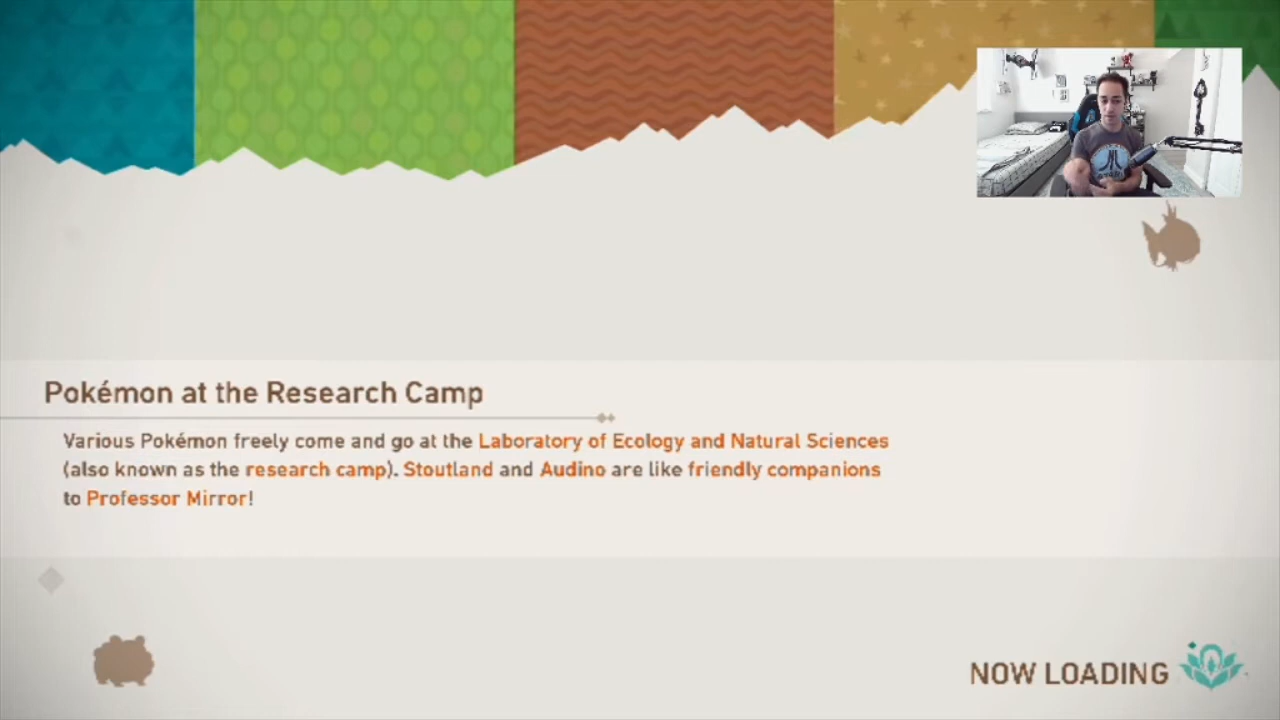 Pokémon at the Research Camp
Various Pokémon freely come and go at the Laboratory of Ecology and Natural Sciences
(also known as the research camp). Stoutland and Audino are like friendly companions
to Professor Mirror!
NOW LOADING